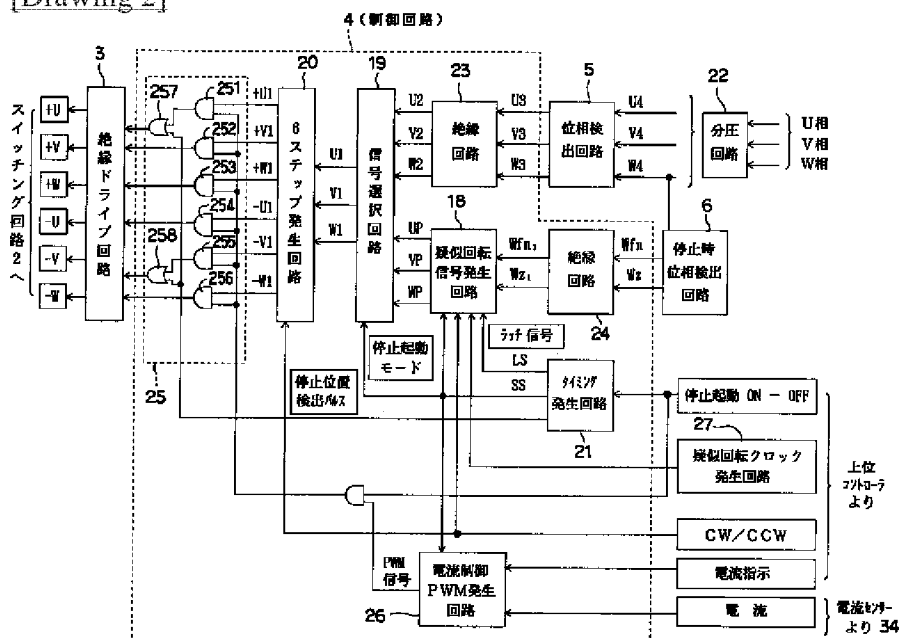 [Drawing 2]
4(制御回路)
3
20
19
23
5
22
257
251
252
253
254
255
256
258
+U
+V
+W
-U
-V
-W
スイッチング回路2へ
絶縁ドライブ回路
+U1
+V1
+W1
-U1
-V1
-W1
6ステップ発生回路
U1
V1
W1
信号選択回路
U2
V2
W2
絶縁
回路
U3
V3
W3
位相検
出回路
U4
V4
W4
分圧
回路
U相
V相
W相
18
6
UP
VP
WP
疑似回転
信号発生
回路
Wfn₁
Wz₁
絶縁
回路
24
Wfn
Wz
停止時
位相検出
回路
25
停止位置
検出パルス
停止起動
モード
ラッチ信号
LS
SS
タイミング
発生回路
21
停止起動 ON-OFF
27
疑似回転クロック
発生回路
上位
コントローラ
より
CW/CCW
PWM
信号
電流制御
PWM発生
回路
26
電流指示
電流
電流センサー
より 34